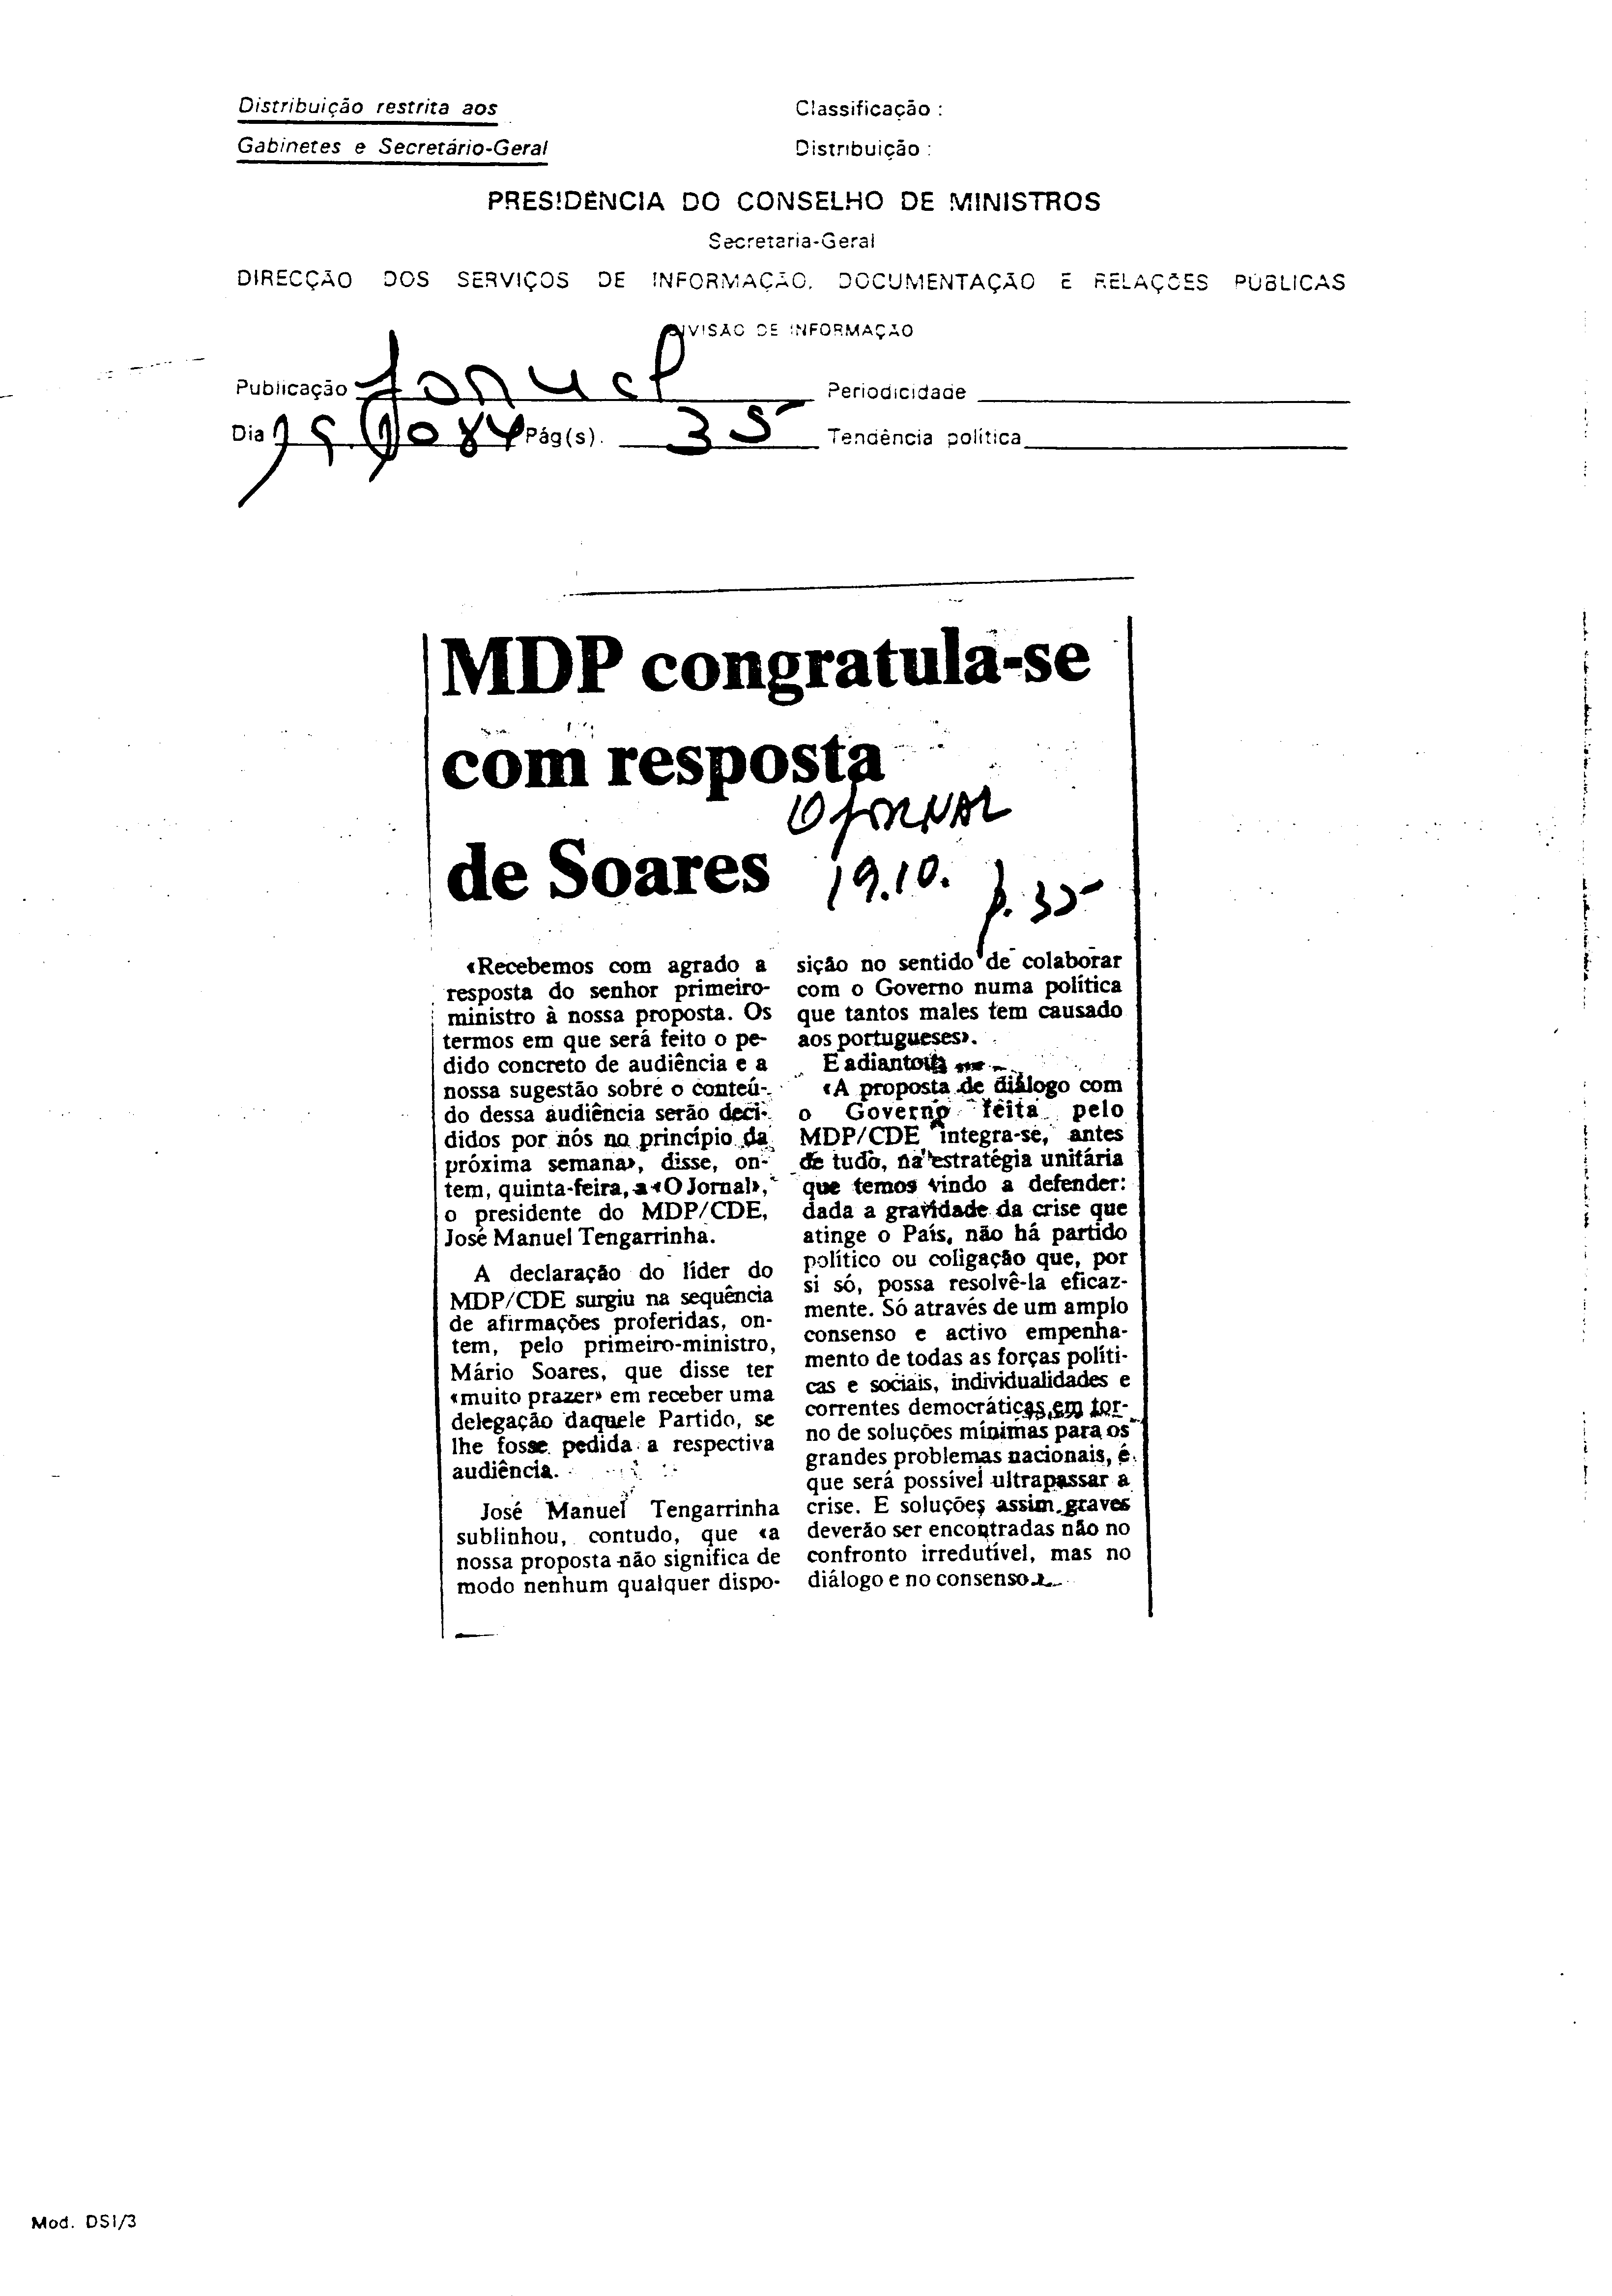 Distribuição restrita aos
Gabinetes e Secretário-Geral
Classificação :
Distribuição :
PRESIDÊNCIA DO CONSELHO DE MINISTROS
Secretaria-Geral
DIRECÇÃO DOS SERVIÇOS DE INFORMAÇÃO, DOCUMENTAÇÃO E RELAÇÕES PÚBLICAS
DIVISÃO DE INFORMAÇÃO
Publicação Jornal Periodicidade
Dia 19 10 84 Pág(s). 35 Tendência política
MDP congratula-se
com resposta
de Soares
O JORNAL
19.10. p. 35
«Recebemos com agrado a
resposta do senhor primeiro-
ministro à nossa proposta. Os
termos em que será feito o pe-
dido concreto de audiência e a
nossa sugestão sobre o conteú-
do dessa audiência serão deci-
didos por nós no princípio da
próxima semana», disse, on-
tem, quinta-feira, a «O Jornal»,
o presidente do MDP/CDE,
José Manuel Tengarrinha.
A declaração do líder do
MDP/CDE surgiu na sequência
de afirmações proferidas, on-
tem, pelo primeiro-ministro,
Mário Soares, que disse ter
«muito prazer» em receber uma
delegação daquele Partido, se
lhe fosse pedida a respectiva
audiência.
José Manuel Tengarrinha
sublinhou, contudo, que «a
nossa proposta não significa de
modo nenhum qualquer dispo-
sição no sentido de colaborar
com o Governo numa política
que tantos males tem causado
aos portugueses».
E adiantou:
«A proposta de diálogo com
o Governo feita pelo
MDP/CDE integra-se, antes
de tudo, na estratégia unitária
que temos vindo a defender:
dada a gravidade da crise que
atinge o País, não há partido
político ou coligação que, por
si só, possa resolvê-la eficaz-
mente. Só através de um amplo
consenso e activo empenha-
mento de todas as forças políti-
cas e sociais, individualidades e
correntes democráticas, em tor-
no de soluções mínimas para os
grandes problemas nacionais, é
que será possível ultrapassar a
crise. E soluções assim graves
deverão ser encontradas não no
confronto irredutível, mas no
diálogo e no consenso».
Mod. DSI/3